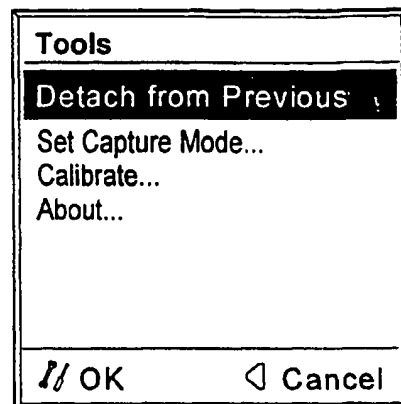 Tools
Detach from Previous
Set Capture Mode...
Calibrate...
About...
OK Cancel